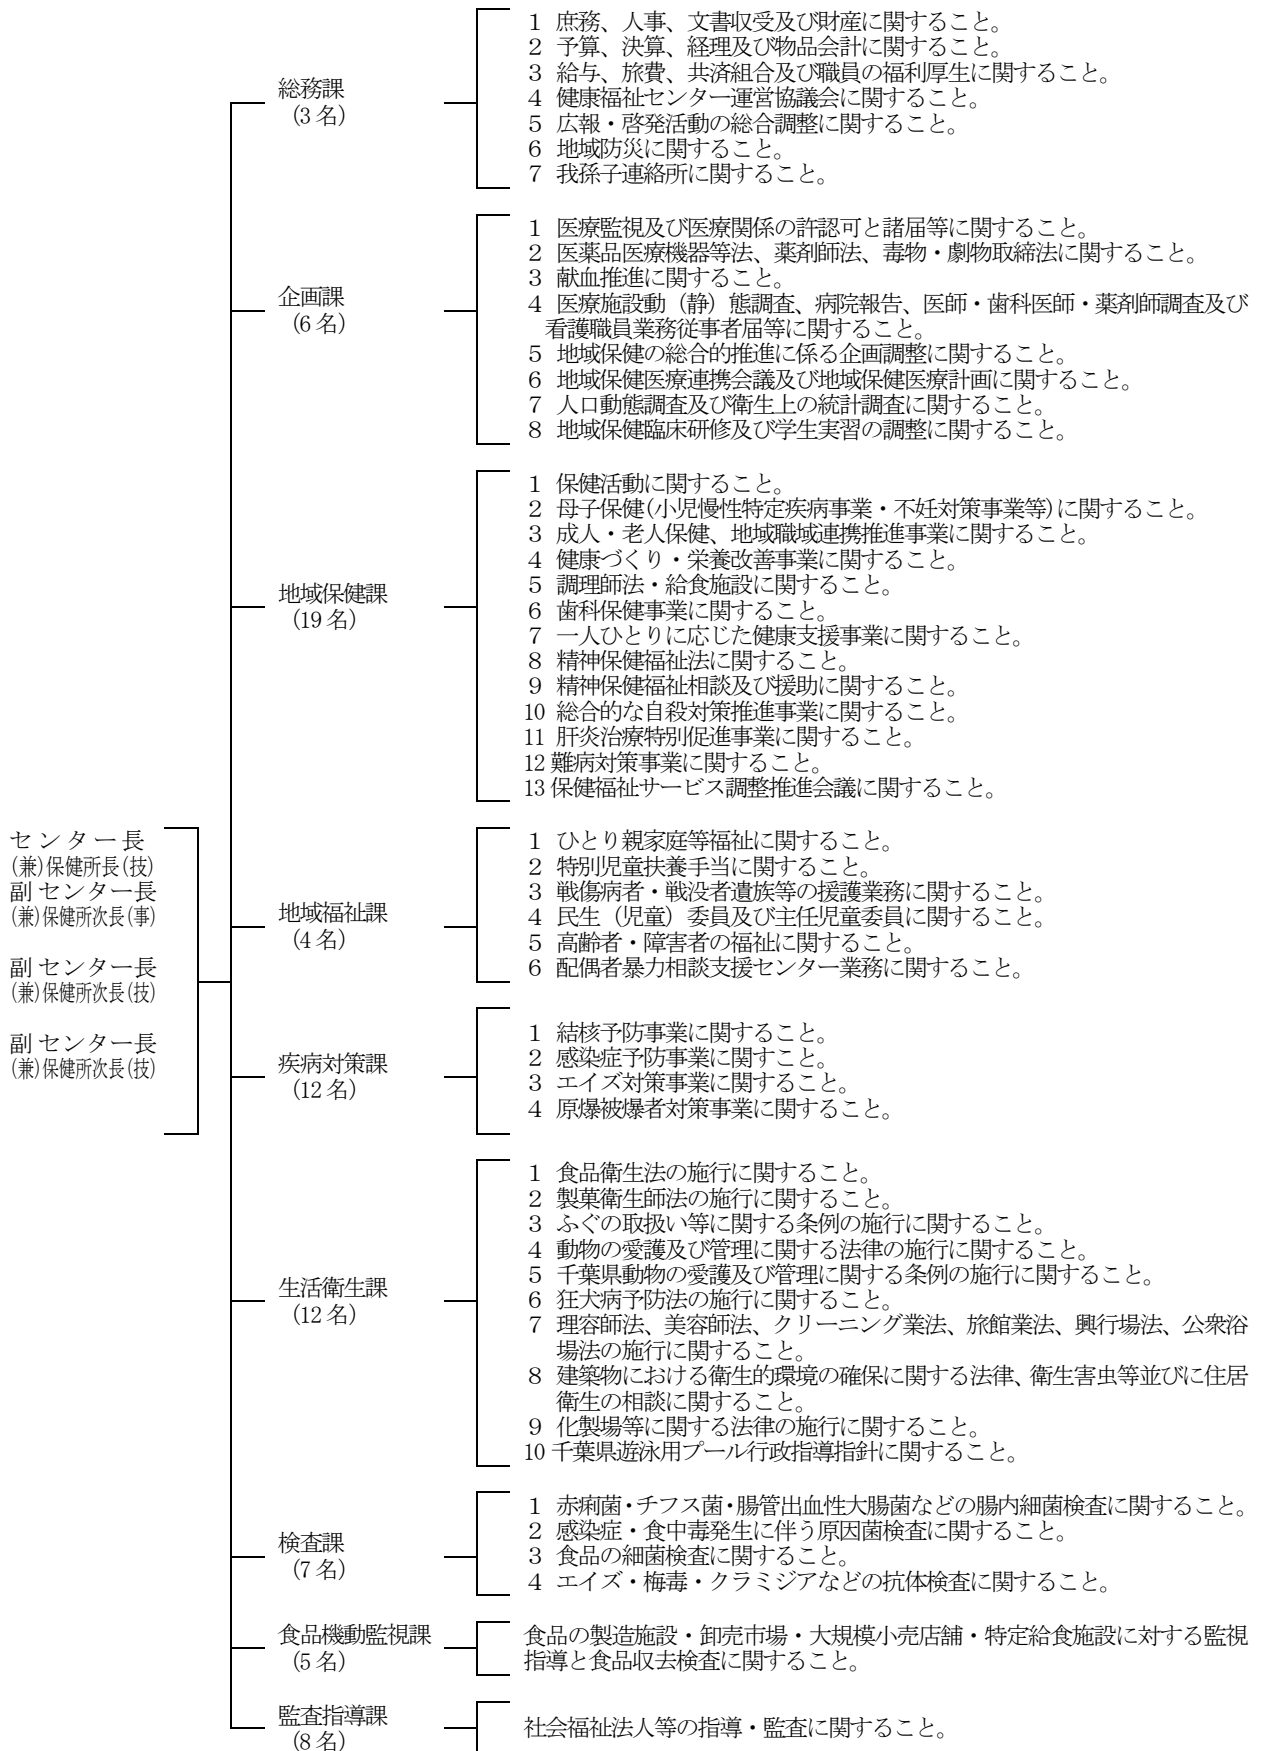 センター長
(兼)保健所長(技)
副センター長
(兼)保健所次長(事)
副センター長
(兼)保健所次長(技)
副センター長
(兼)保健所次長(技)
総務課
(3名)
1 庶務、人事、文書収受及び財産に関すること。
2 予算、決算、経理及び物品会計に関すること。
3 給与、旅費、共済組合及び職員の福利厚生に関すること。
4 健康福祉センター運営協議会に関すること。
5 広報・啓発活動の総合調整に関すること。
6 地域防災に関すること。
7 我孫子連絡所に関すること。
企画課
(6名)
1 医療監視及び医療関係の許認可と諸届等に関すること。
2 医薬品医療機器等法、薬剤師法、毒物・劇物取締法に関すること。
3 献血推進に関すること。
4 医療施設動（静）態調査、病院報告、医師・歯科医師・薬剤師調査及び
看護職員業務従事者届等に関すること。
5 地域保健の総合的推進に係る企画調整に関すること。
6 地域保健医療連携会議及び地域保健医療計画に関すること。
7 人口動態調査及び衛生上の統計調査に関すること。
8 地域保健臨床研修及び学生実習の調整に関すること。
地域保健課
(19名)
1 保健活動に関すること。
2 母子保健(小児慢性特定疾病事業・不妊対策事業等)に関すること。
3 成人・老人保健、地域職域連携推進事業に関すること。
4 健康づくり・栄養改善事業に関すること。
5 調理師法・給食施設に関すること。
6 歯科保健事業に関すること。
7 一人ひとりに応じた健康支援事業に関すること。
8 精神保健福祉法に関すること。
9 精神保健福祉相談及び援助に関すること。
10 総合的な自殺対策推進事業に関すること。
11 肝炎治療特別促進事業に関すること。
12 難病対策事業に関すること。
13 保健福祉サービス調整推進会議に関すること。
地域福祉課
(4名)
1 ひとり親家庭等福祉に関すること。
2 特別児童扶養手当に関すること。
3 戦傷病者・戦没者遺族等の援護業務に関すること。
4 民生（児童）委員及び主任児童委員に関すること。
5 高齢者・障害者の福祉に関すること。
6 配偶者暴力相談支援センター業務に関すること。
疾病対策課
(12名)
1 結核予防事業に関すること。
2 感染症予防事業に関すこと。
3 エイズ対策事業に関すること。
4 原爆被爆者対策事業に関すること。
生活衛生課
(12名)
1 食品衛生法の施行に関すること。
2 製菓衛生師法の施行に関すること。
3 ふぐの取扱い等に関する条例の施行に関すること。
4 動物の愛護及び管理に関する法律の施行に関すること。
5 千葉県動物の愛護及び管理に関する条例の施行に関すること。
6 狂犬病予防法の施行に関すること。
7 理容師法、美容師法、クリーニング業法、旅館業法、興行場法、公衆浴
場法の施行に関すること。
8 建築物における衛生的環境の確保に関する法律、衛生害虫等並びに住居
衛生の相談に関すること。
9 化製場等に関する法律の施行に関すること。
10 千葉県遊泳用プール行政指導指針に関すること。
検査課
(7名)
1 赤痢菌・チフス菌・腸管出血性大腸菌などの腸内細菌検査に関すること。
2 感染症・食中毒発生に伴う原因菌検査に関すること。
3 食品の細菌検査に関すること。
4 エイズ・梅毒・クラミジアなどの抗体検査に関すること。
食品機動監視課
(5名)
食品の製造施設・卸売市場・大規模小売店舗・特定給食施設に対する監視
指導と食品収去検査に関すること。
監査指導課
(8名)
社会福祉法人等の指導・監査に関すること。